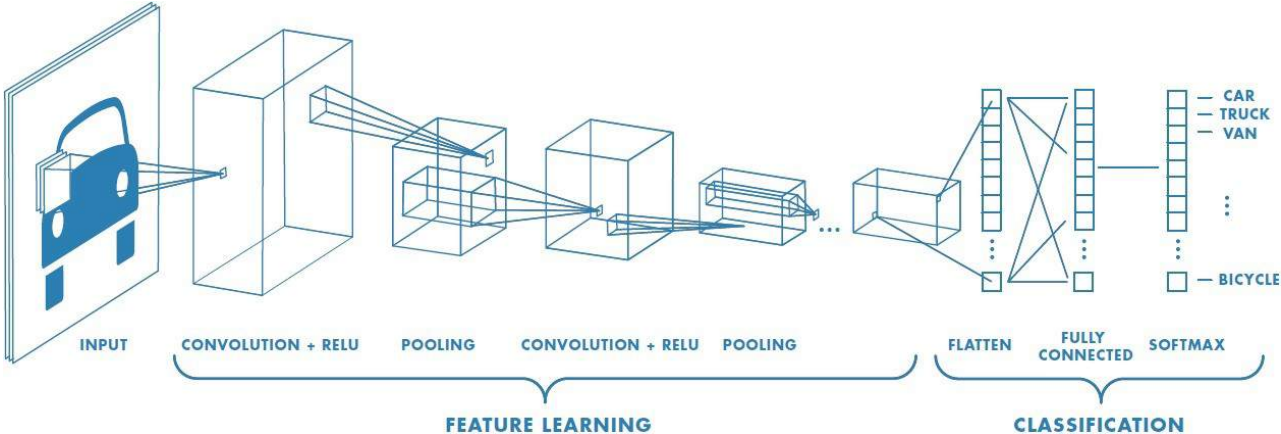 CAR
TRUCK
VAN
BICYCLE
INPUT
CONVOLUTION + RELU
POOLING
CONVOLUTION + RELU
POOLING
FLATTEN
FULLY
CONNECTED
SOFTMAX
FEATURE LEARNING
CLASSIFICATION